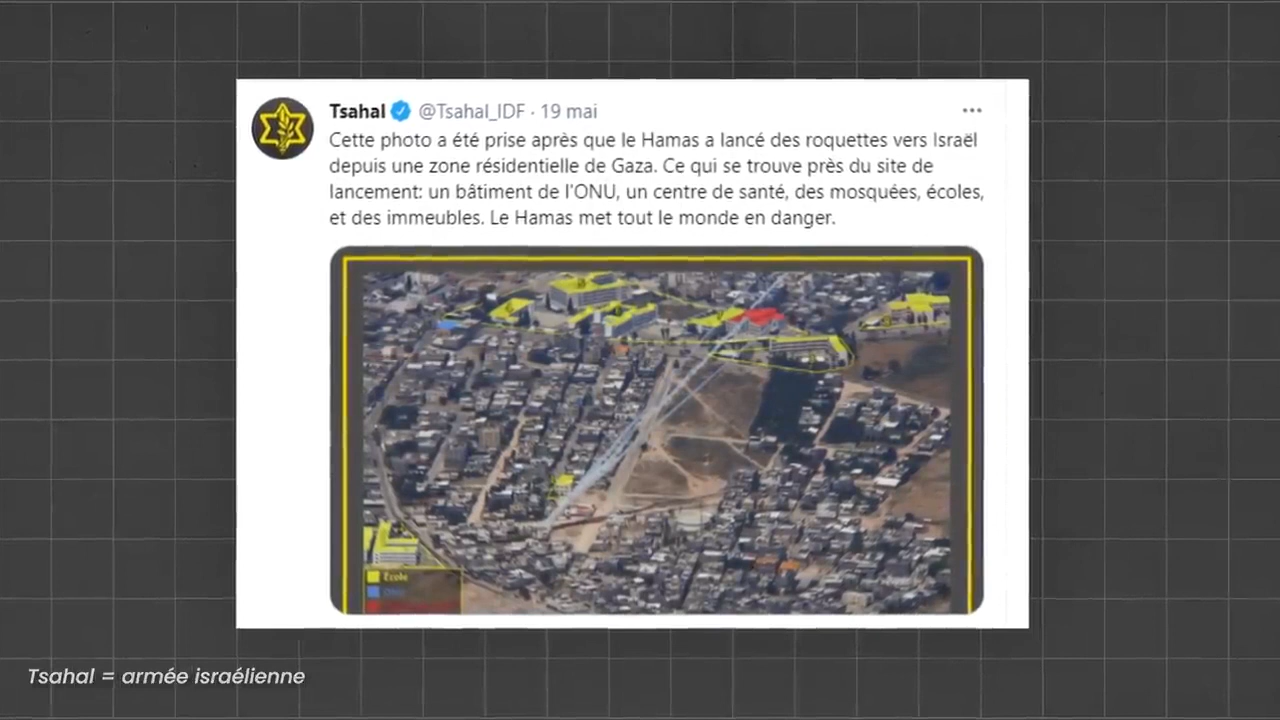 Tsahal @Tsahal_IDF · 19 mai
Cette photo a été prise après que le Hamas a lancé des roquettes vers Israël
depuis une zone résidentielle de Gaza. Ce qui se trouve près du site de
lancement: un bâtiment de l'ONU, un centre de santé, des mosquées, écoles,
et des immeubles. Le Hamas met tout le monde en danger.
École
Tsahal = armée israélienne